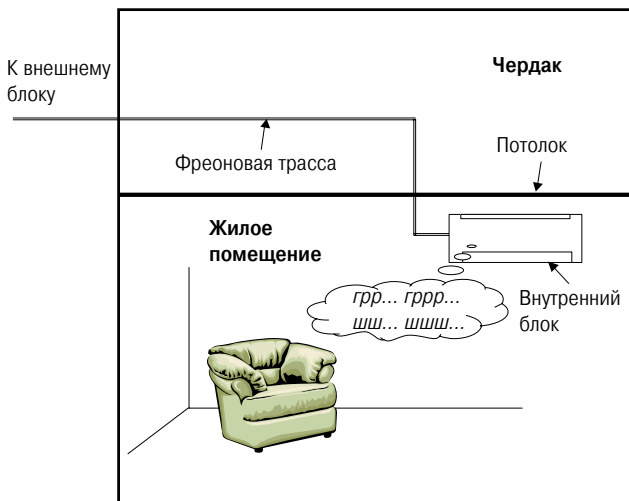 К внешнему
блоку
Чердак
Фреоновая трасса
Потолок
Жилое
помещение
грр... гррр...
шш... шшш...
Внутренний
блок